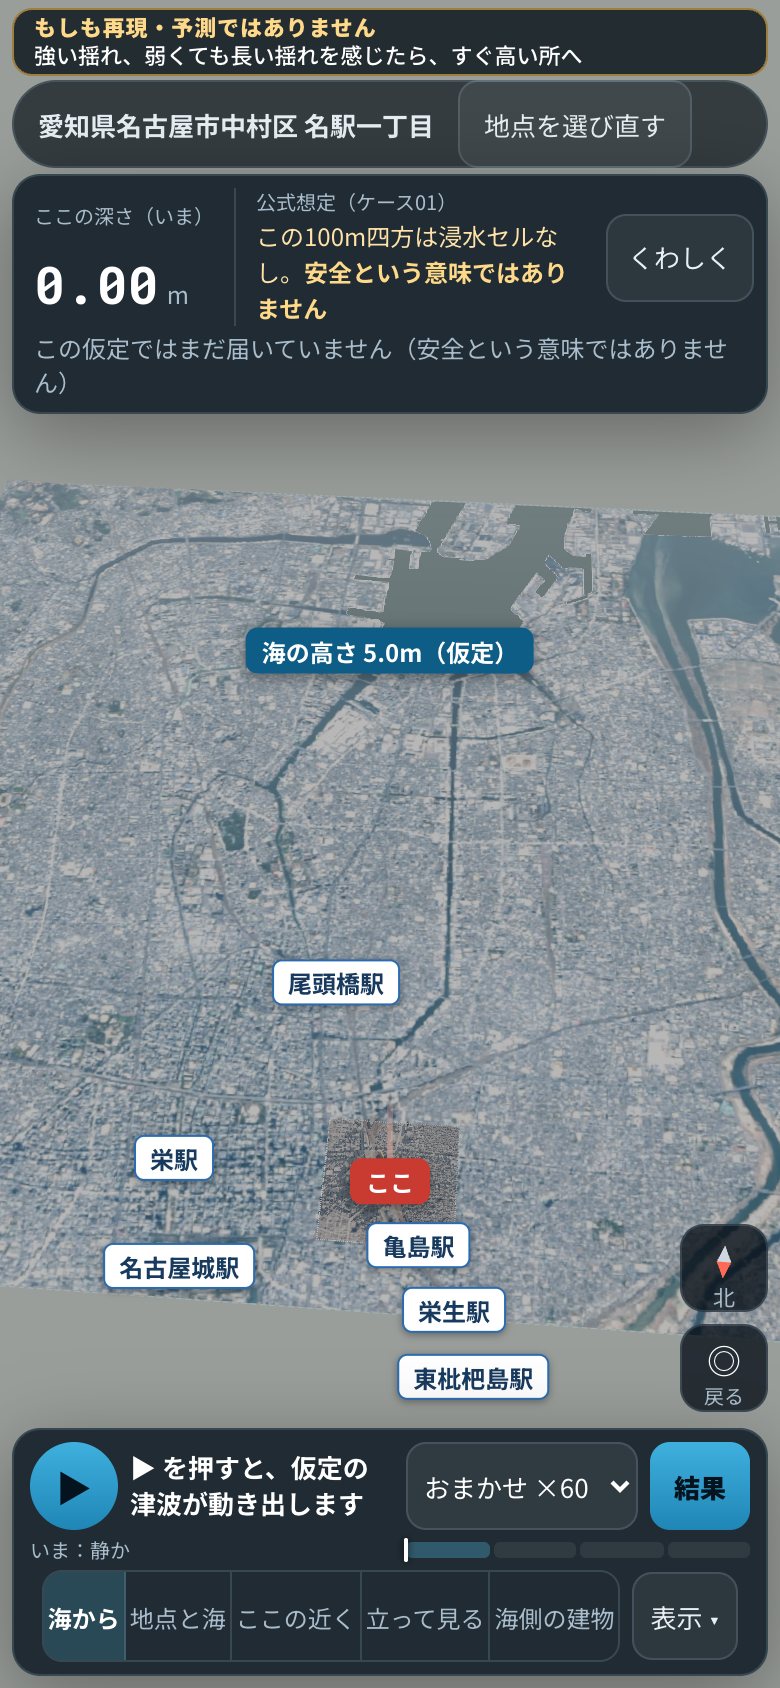 もしも再現・予測ではありません
強い揺れ、弱くても長い揺れを感じたら、すぐ高い所へ
愛知県名古屋市中村区 名駅一丁目
地点を選び直す
ここの深さ（いま）
0.00 m
公式想定（ケース01）
この100m四方は浸水セルな
し。安全という意味ではあり
ません
くわしく
この仮定ではまだ届いていません（安全という意味ではありませ
ん）
海の高さ 5.0m（仮定）
尾頭橋駅
栄駅
ここ
亀島駅
名古屋城駅
栄生駅
東枇杷島駅
北
戻る
▶ を押すと、仮定の
津波が動き出します
おまかせ ×60
結果
いま：静か
海から
地点と海
ここの近く
立って見る
海側の建物
表示 ▾